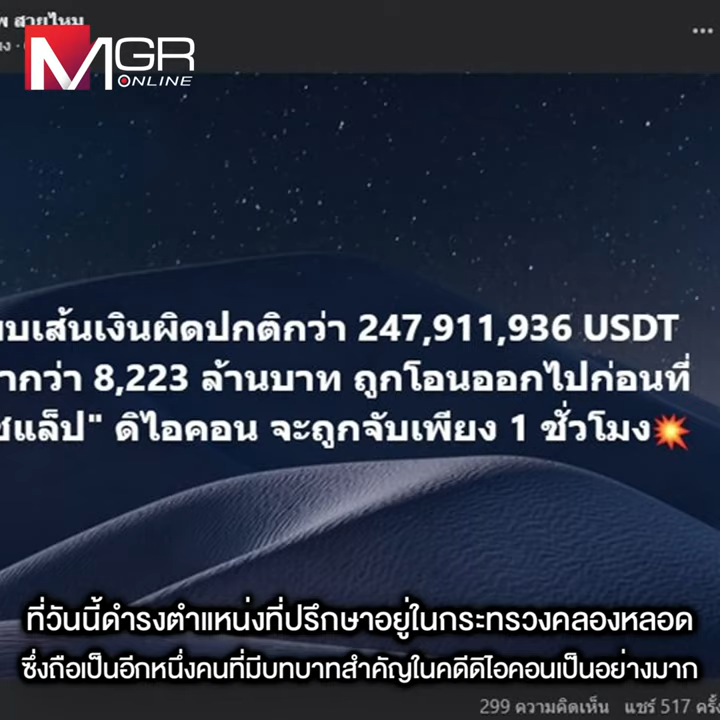 สายไหม
MGR
ONLINE
เส้นเงินผิดปกติกว่า 247,911,936 USDT
กว่า 8,223 ล้านบาท ถูกโอนออกไปก่อนที่
แล็ป" ดิไอคอน จะถูกจับเพียง 1 ชั่วโมง💥
ที่วันนี้ดำรงตำแหน่งที่ปรึกษาอยู่ในกระทรวงคลองหลอด
ซึ่งถือเป็นอีกหนึ่งคนที่มีบทบาทสำคัญในคดีดิไอคอนเป็นอย่างมาก
299 ความคิดเห็น แชร์ 517 ครั้ง